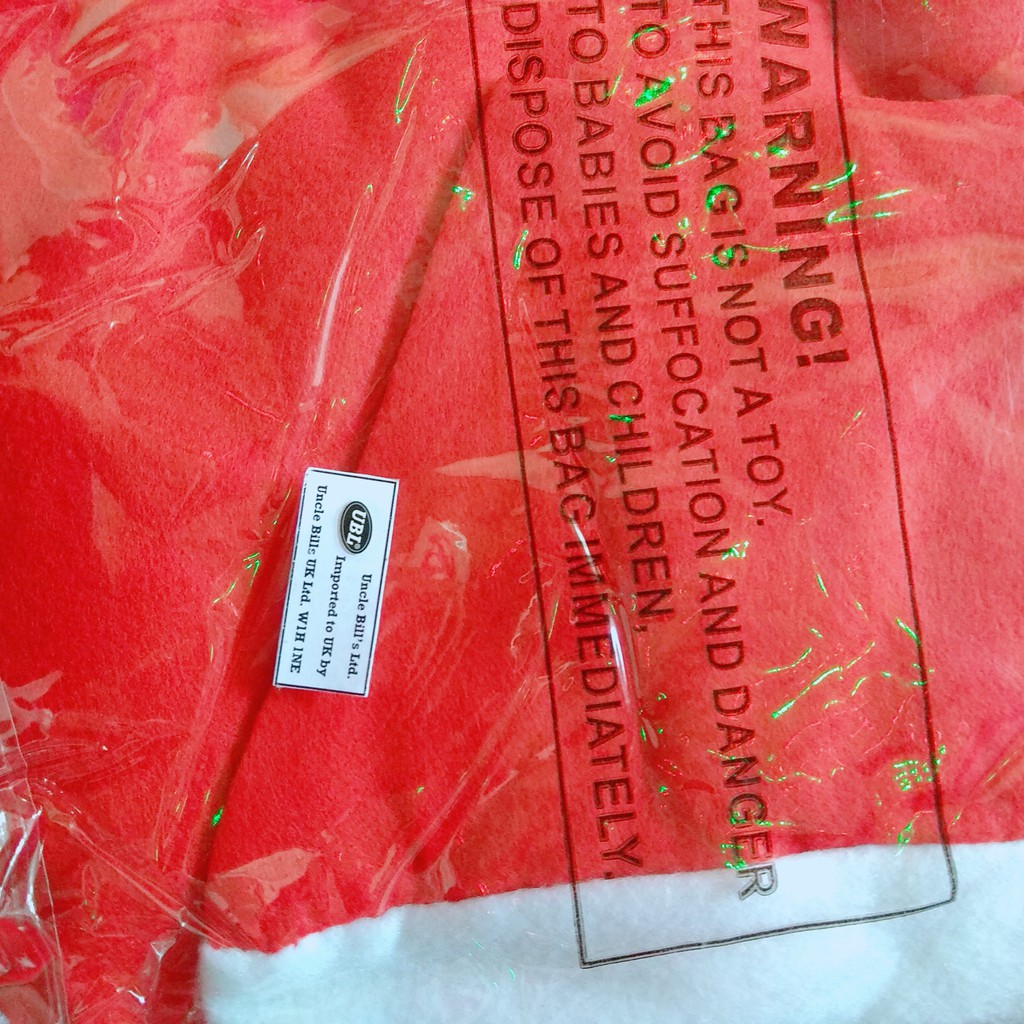 WARNING!
THIS BAG IS NOT A TOY.
TO AVOID SUFFOCATION AND DANGER
TO BABIES AND CHILDREN,
DISPOSE OF THIS BAG IMMEDIATELY.
UBL®
Uncle Bill's Ltd.
Imported to UK by
Uncle Bills UK Ltd. W1H 1NE